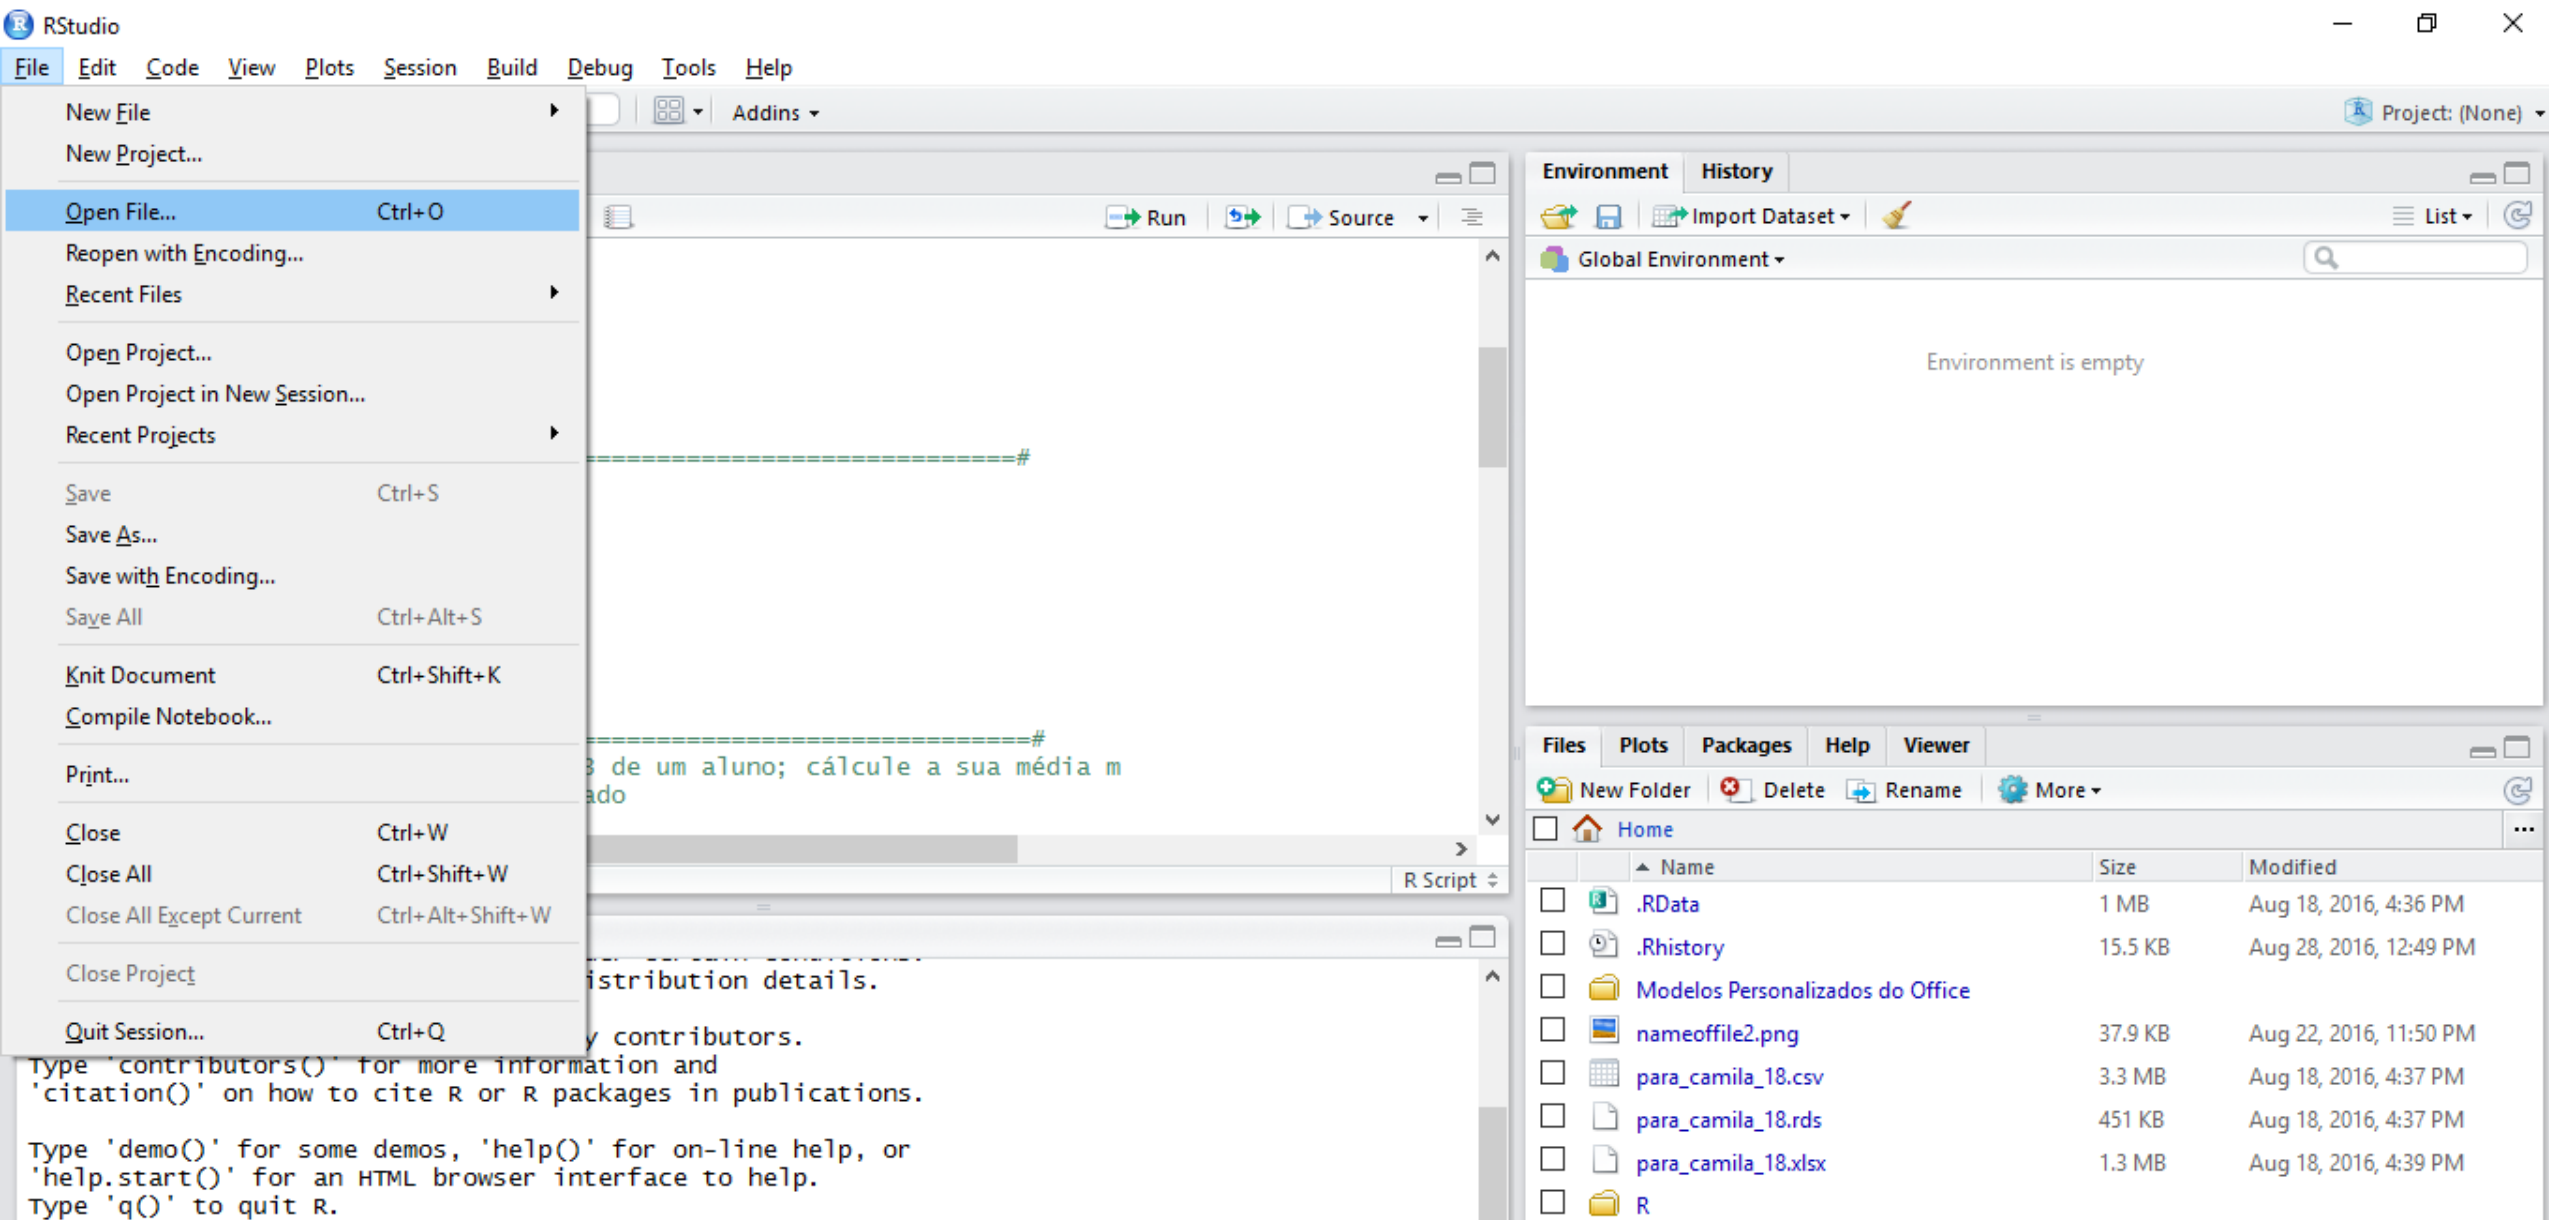 RStudio
File Edit Code View Plots Session Build Debug Tools Help
Addins
Project: (None)
New File
New Project...
Open File... Ctrl+O
Reopen with Encoding...
Recent Files
Open Project...
Open Project in New Session...
Recent Projects
Save Ctrl+S
Save As...
Save with Encoding...
Save All Ctrl+Alt+S
Knit Document Ctrl+Shift+K
Compile Notebook...
Print...
Close Ctrl+W
Close All Ctrl+Shift+W
Close All Except Current Ctrl+Alt+Shift+W
Close Project
Quit Session... Ctrl+Q
Run Source
=============================#
==============================#
de um aluno; cálcule a sua média m
ado
R Script
istribution details.
y contributors.
Type 'contributors()' for more information and
'citation()' on how to cite R or R packages in publications.
Type 'demo()' for some demos, 'help()' for on-line help, or
'help.start()' for an HTML browser interface to help.
Type 'q()' to quit R.
Environment History
Import Dataset List
Global Environment
Environment is empty
Files Plots Packages Help Viewer
New Folder Delete Rename More
Home ...
Name Size Modified
.RData 1 MB Aug 18, 2016, 4:36 PM
.Rhistory 15.5 KB Aug 28, 2016, 12:49 PM
Modelos Personalizados do Office
nameoffile2.png 37.9 KB Aug 22, 2016, 11:50 PM
para_camila_18.csv 3.3 MB Aug 18, 2016, 4:37 PM
para_camila_18.rds 451 KB Aug 18, 2016, 4:37 PM
para_camila_18.xlsx 1.3 MB Aug 18, 2016, 4:39 PM
R